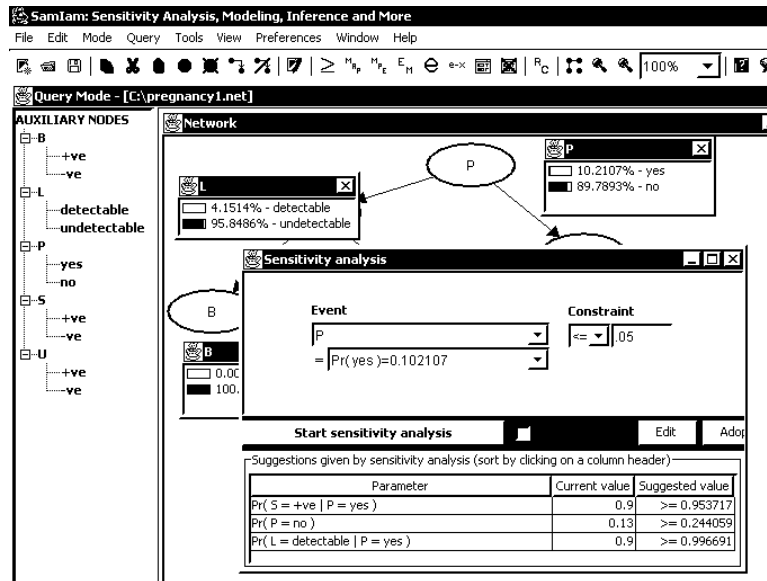 SamIam: Sensitivity Analysis, Modeling, Inference and More
File Edit Mode Query Tools View Preferences Window Help
100%
Query Mode - [C:\pregnancy1.net]
AUXILIARY NODES
B
+ve
-ve
L
detectable
undetectable
P
yes
no
S
+ve
-ve
U
+ve
-ve
Network
P
P
10.2107% - yes
89.7893% - no
L
4.1514% - detectable
95.8486% - undetectable
B
B
0.00
100.
Sensitivity analysis
Event Constraint
P <= .05
= Pr(yes)=0.102107
Start sensitivity analysis Edit
Suggestions given by sensitivity analysis (sort by clicking on a column header)
Parameter Current value Suggested value
Pr( S = +ve | P = yes ) 0.9 >= 0.953717
Pr( P = no ) 0.13 >= 0.244059
Pr( L = detectable | P = yes ) 0.9 >= 0.996691